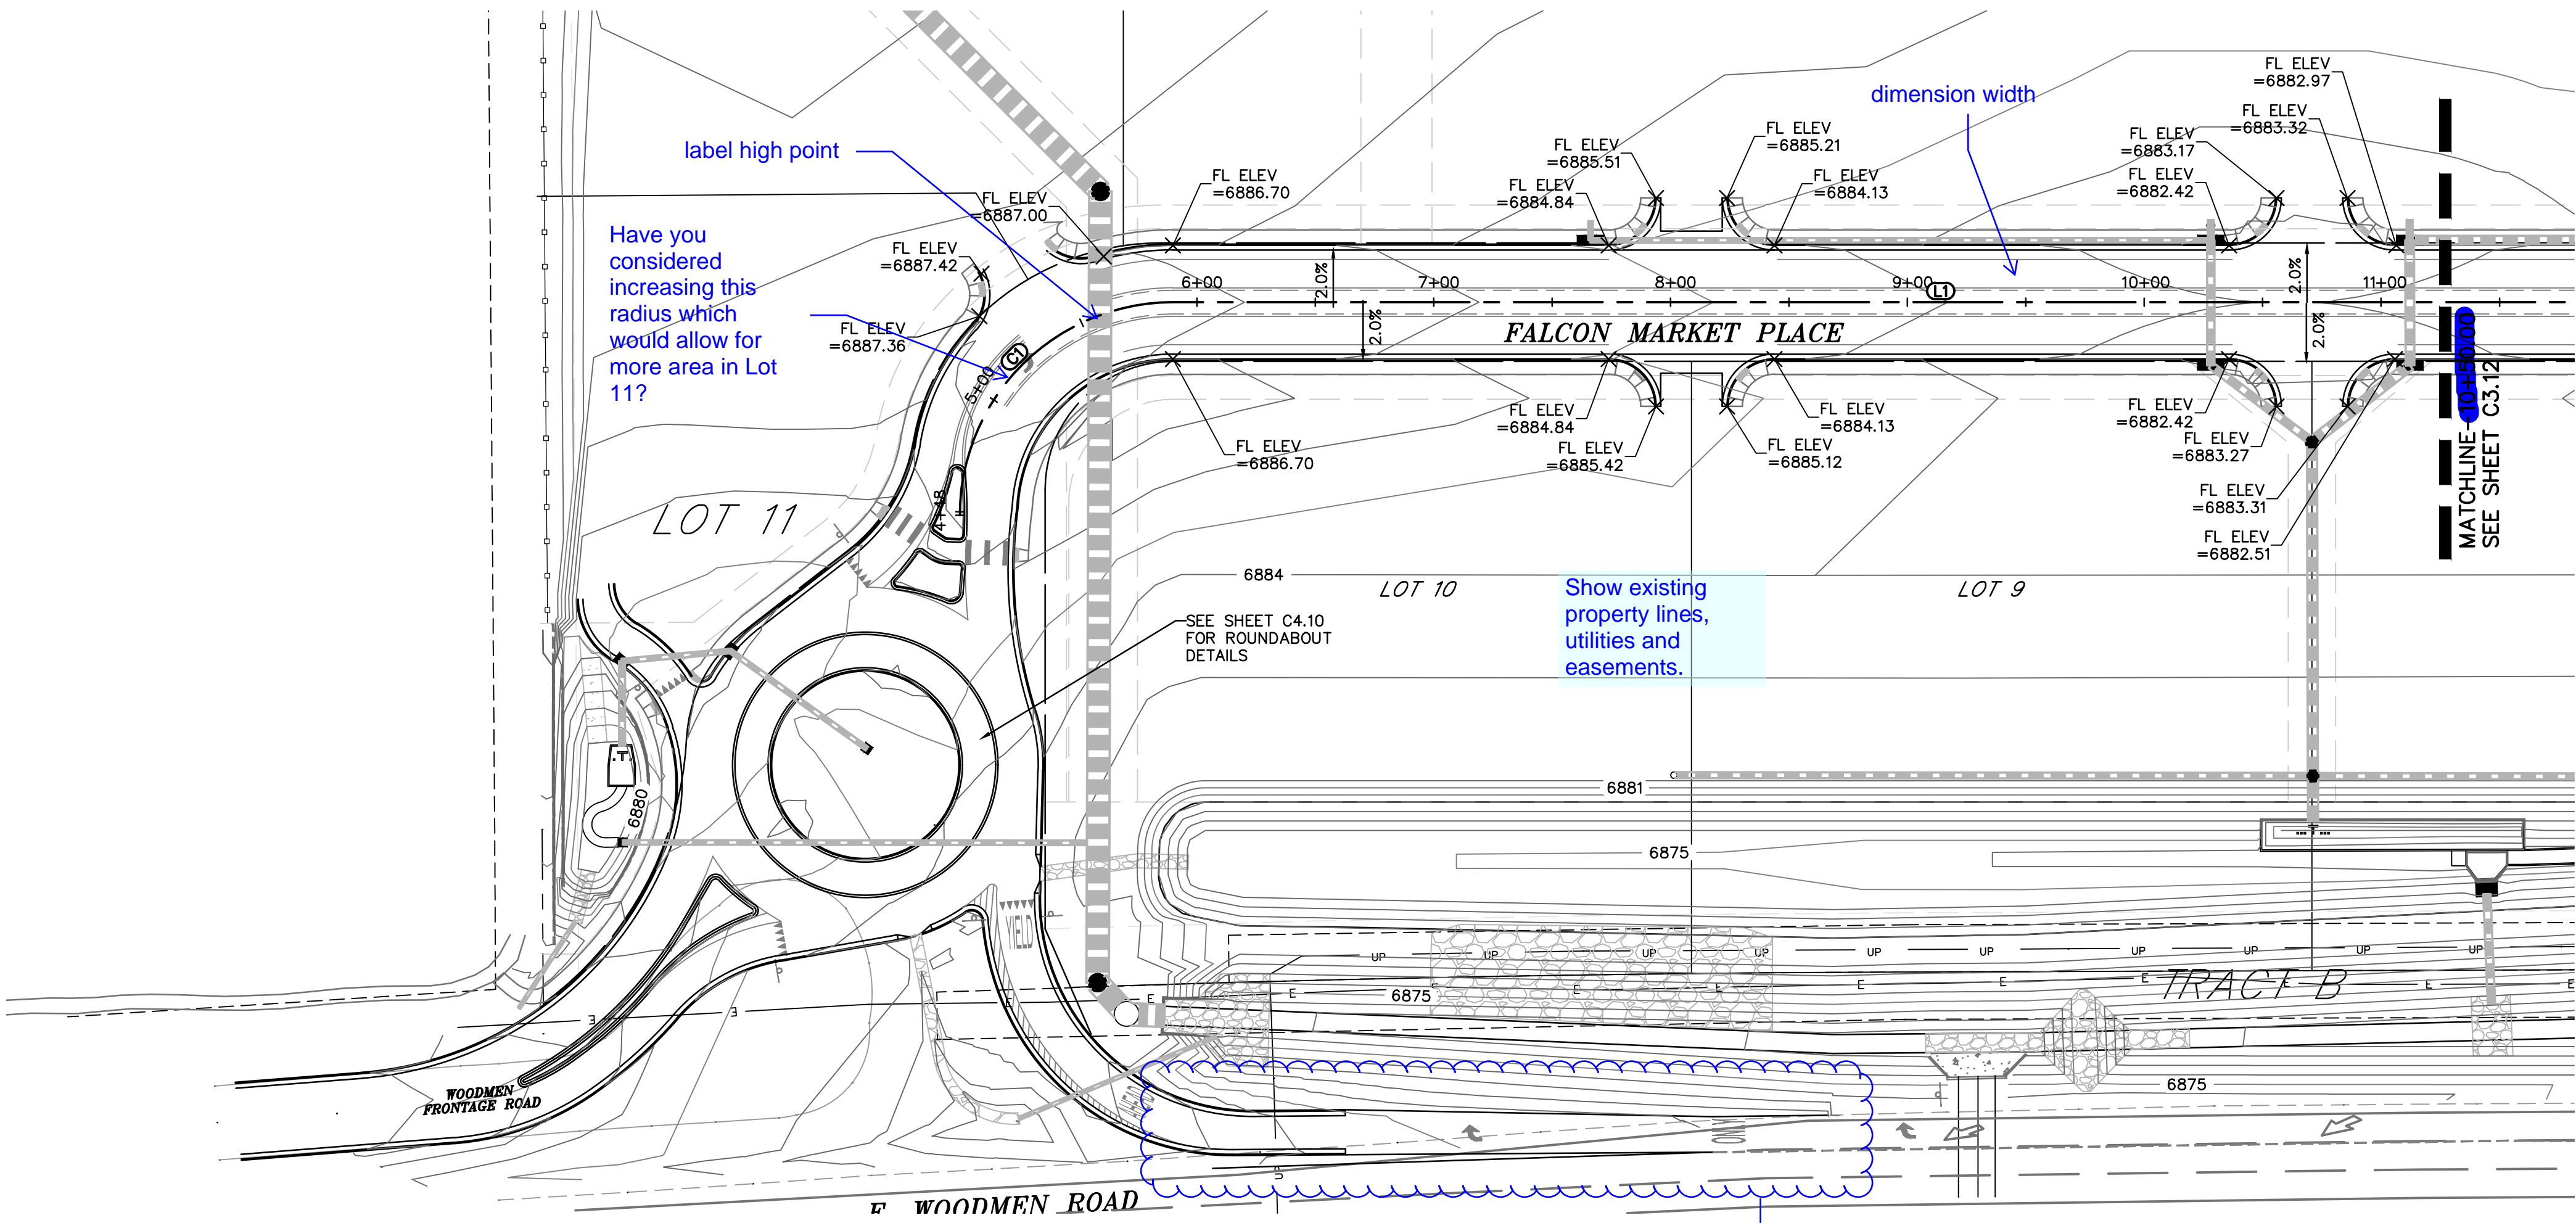 FL ELEV
=6882.97
dimension width
FL ELEV
=6883.32
FL ELEV
=6885.21
FL ELEV
=6883.17
label high point
FL ELEV
=6885.51
FL ELEV
=6886.70
FL ELEV
=6884.84
FL ELEV
=6884.13
FL ELEV
=6882.42
FL ELEV
=6887.00
Have you
considered
increasing this
radius which
would allow for
more area in Lot
11?
FL ELEV
=6887.42
FL ELEV
=6887.36
6+00
7+00
8+00
9+00
L1
10+00
11+00
2.0%
2.0%
2.0%
2.0%
FALCON MARKET PLACE
C1
5+00
4+48
MATCHLINE-10+50.00
SEE SHEET C3.12
FL ELEV
=6886.70
FL ELEV
=6884.84
FL ELEV
=6885.42
FL ELEV
=6884.13
FL ELEV
=6885.12
FL ELEV
=6882.42
FL ELEV
=6883.27
FL ELEV
=6883.31
FL ELEV
=6882.51
LOT 11
6884
LOT 10
LOT 9
Show existing
property lines,
utilities and
easements.
SEE SHEET C4.10
FOR ROUNDABOUT
DETAILS
6881
6880
6875
YIELD
UP
UP
UP
UP
UP
UP
UP
UP
UP
UP
TRACT B
E
E
E
E
E
E
E
E
E
E
E
E
6875
6875
WOODMEN
FRONTAGE ROAD
E. WOODMEN ROAD